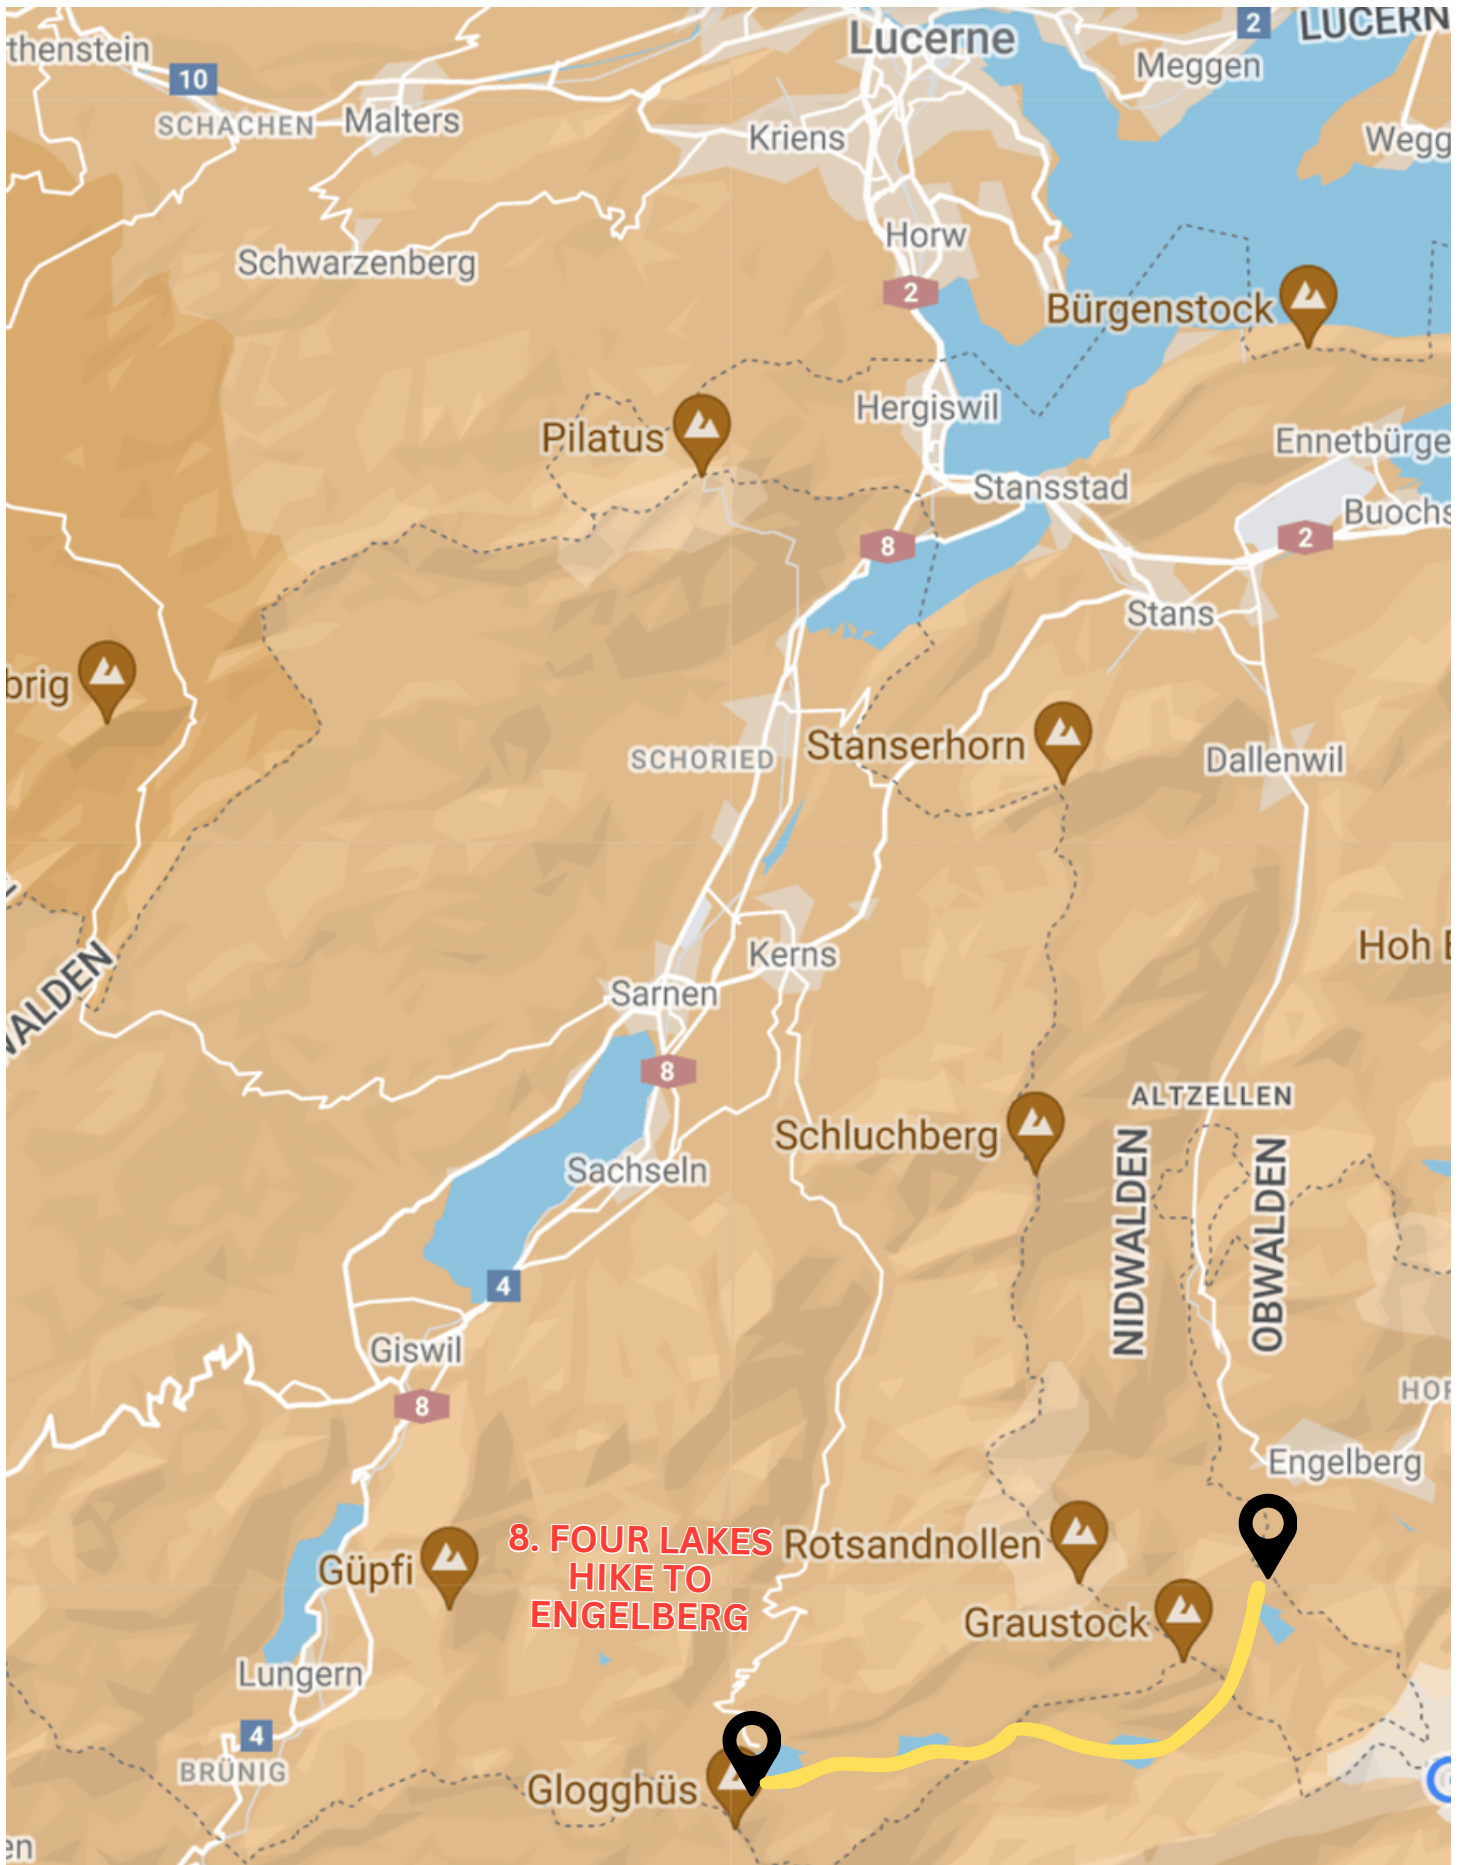 Lucerne
2
LUCERN
thenstein
Meggen
10
SCHACHEN
Malters
Kriens
Wegg
Horw
Schwarzenberg
2
Bürgenstock
Hergiswil
Pilatus
Ennetbürge
Stansstad
Buochs
8
2
Stans
brig
Stanserhorn
SCHORIED
Dallenwil
Kerns
Hoh
WALDEN
Sarnen
8
ALTZELLEN
Schluchberg
NIDWALDEN
OBWALDEN
Sachseln
4
Giswil
8
HOF
Engelberg
8. FOUR LAKES
HIKE TO
ENGELBERG
Rotsandnollen
Güpfi
Graustock
Lungern
4
BRÜNIG
Glogghüs
en